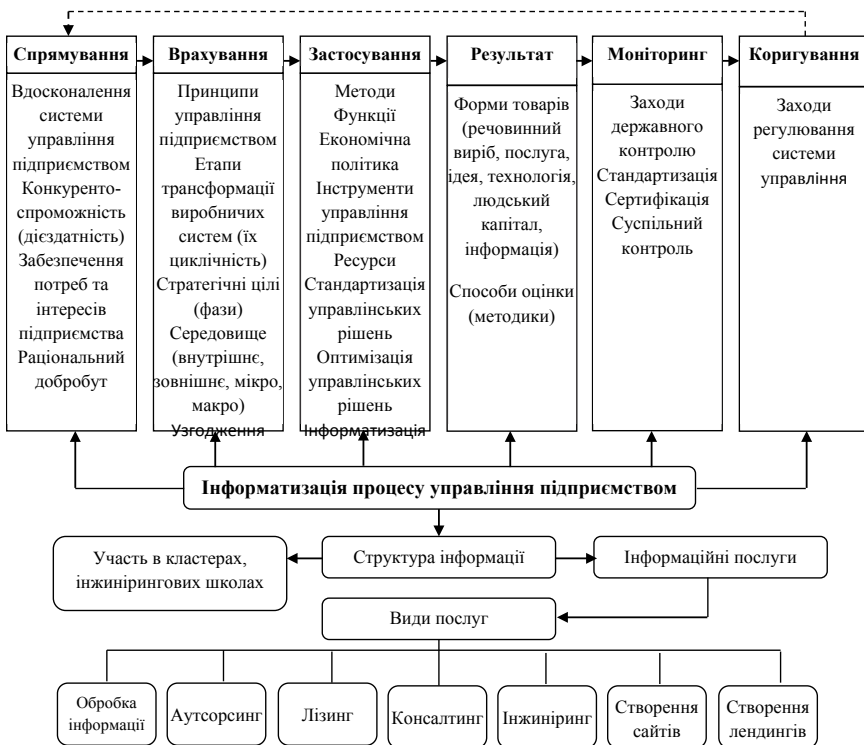 Спрямування
Вдосконалення
системи
управління
підприємством
Конкуренто-
спроможність
(дієздатність)
Забезпечення
потреб та
інтересів
підприємства
Раціональний
добробут
Врахування
Принципи
управління
підприємством
Етапи
трансформації
виробничих
систем (їх
циклічність)
Стратегічні цілі
(фази)
Середовище
(внутрішнє,
зовнішнє, мікро,
макро)
Узгодження
Застосування
Методи
Функції
Економічна
політика
Інструменти
управління
підприємством
Ресурси
Стандартизація
управлінських
рішень
Оптимізація
управлінських
рішень
Інформатизація
Результат
Форми товарів
(речовинний
виріб, послуга,
ідея, технологія,
людський
капітал,
інформація)
Способи оцінки
(методики)
Моніторинг
Заходи
державного
контролю
Стандартизація
Сертифікація
Суспільний
контроль
Коригування
Заходи
регулювання
системи
управління
Інформатизація процесу управління підприємством
Участь в кластерах,
інжинірингових школах
Структура інформації
Інформаційні послуги
Види послуг
Обробка
інформації
Аутсорсинг
Лізинг
Консалтинг
Інжиніринг
Створення
сайтів
Створення
лендингів